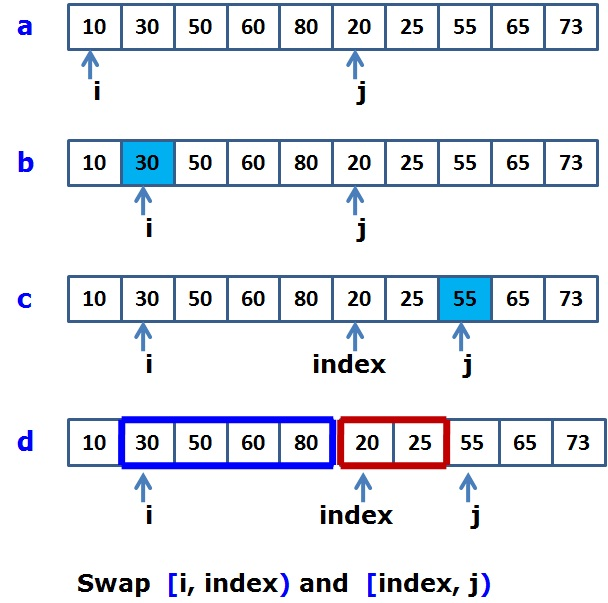 a 10 30 50 60 80 20 25 55 65 73
i j
b 10 30 50 60 80 20 25 55 65 73
i j
c 10 30 50 60 80 20 25 55 65 73
i index j
d 10 30 50 60 80 20 25 55 65 73
i index j
Swap [i, index) and [index, j)